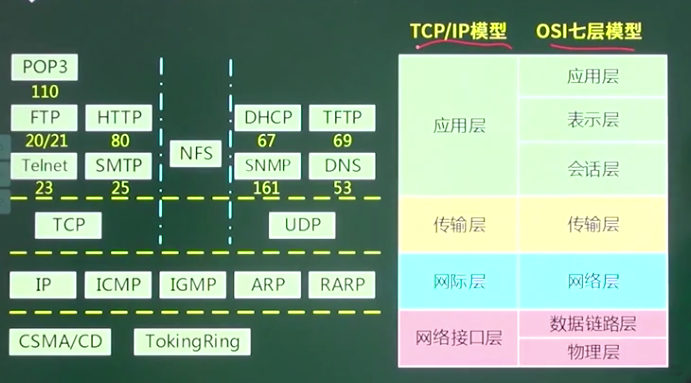 TCP/IP模型 OSI七层模型
POP3
110
FTP HTTP DHCP TFTP
20/21 80 67 69
NFS
Telnet SMTP SNMP DNS
23 25 161 53
TCP UDP
IP ICMP IGMP ARP RARP
CSMA/CD TokingRing
应用层 应用层
表示层
会话层
传输层 传输层
网际层 网络层
网络接口层 数据链路层
物理层